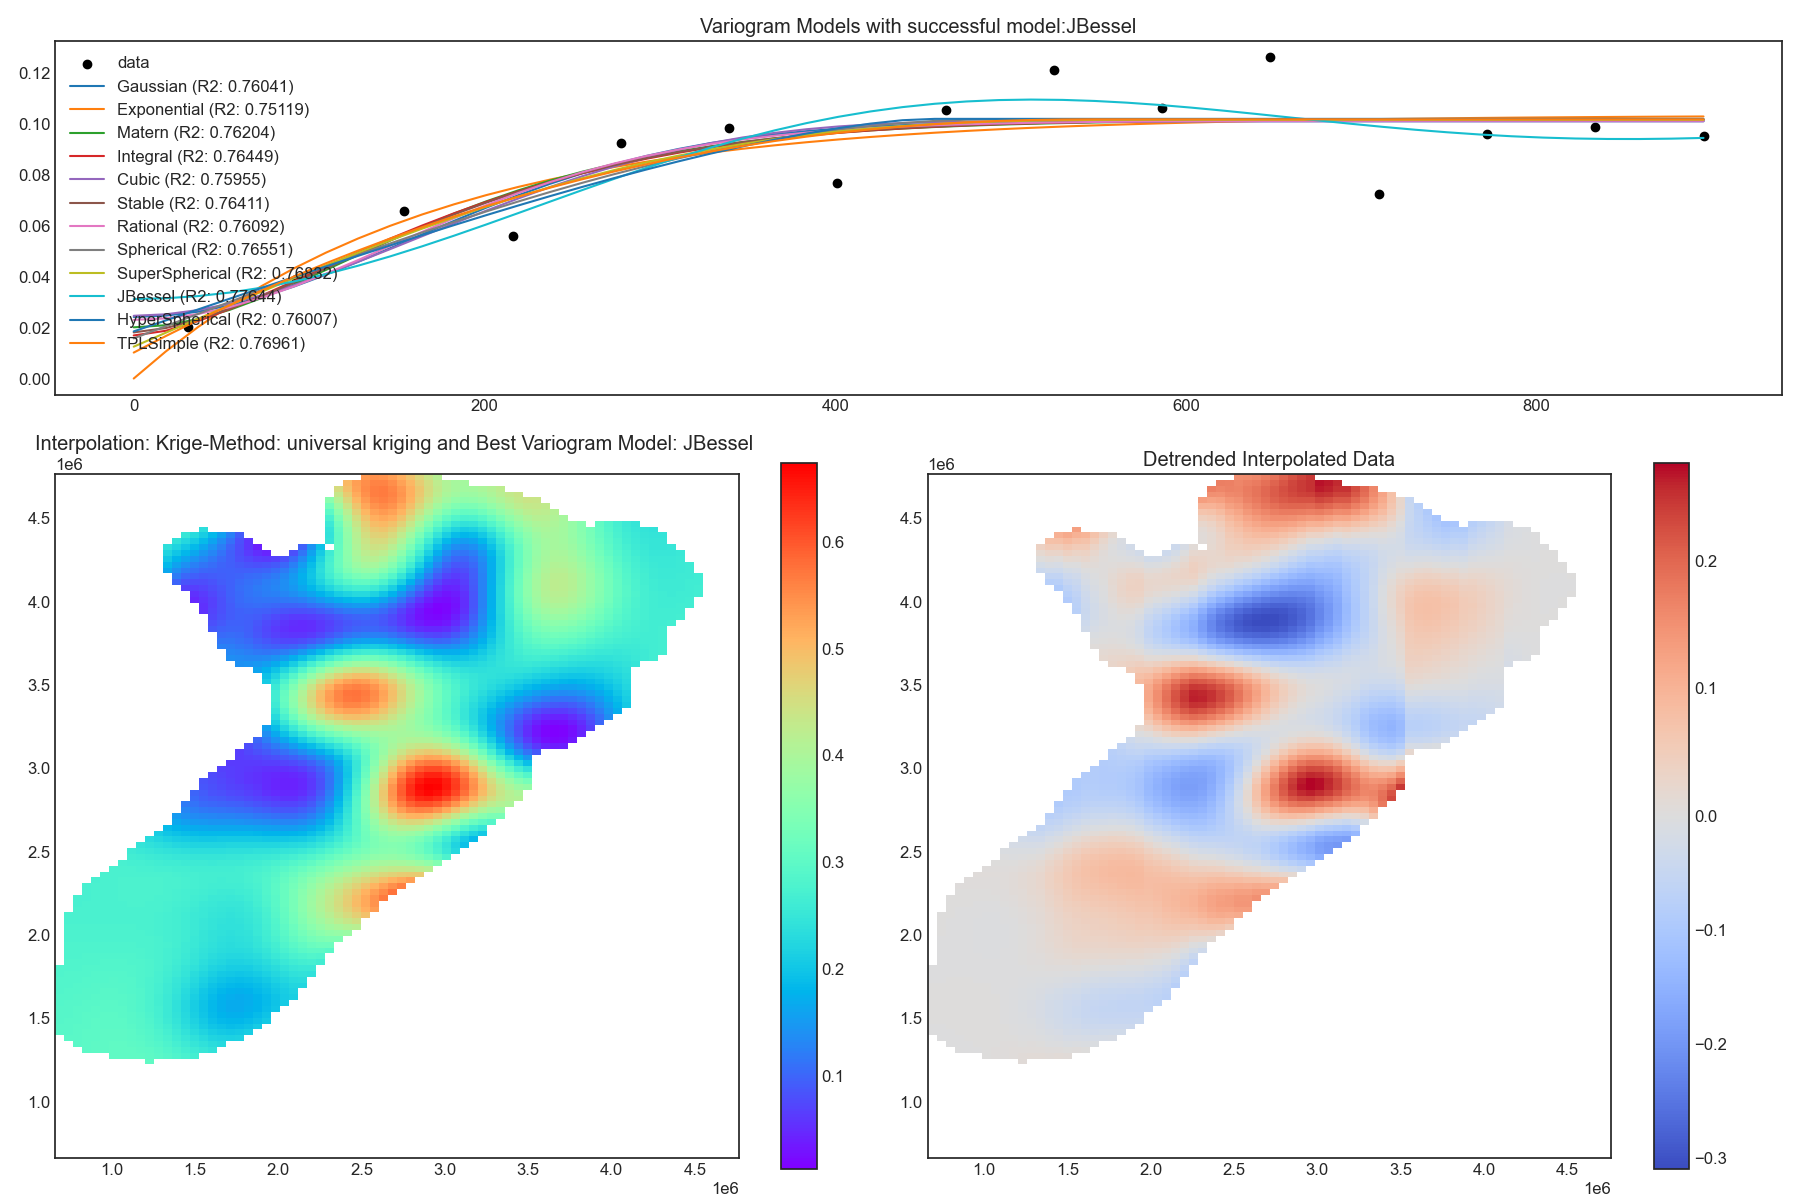 Variogram Models with successful model:JBessel
0.12
0.10
0.08
0.06
0.04
0.02
0.00
data
Gaussian (R2: 0.76041)
Exponential (R2: 0.75119)
Matern (R2: 0.76204)
Integral (R2: 0.76449)
Cubic (R2: 0.75955)
Stable (R2: 0.76411)
Rational (R2: 0.76092)
Spherical (R2: 0.76551)
SuperSpherical (R2: 0.76832)
JBessel (R2: 0.77644)
HyperSpherical (R2: 0.76007)
TPLSimple (R2: 0.76961)
0 200 400 600 800
Interpolation: Krige-Method: universal kriging and Best Variogram Model: JBessel
1e6
4.5
4.0
3.5
3.0
2.5
2.0
1.5
1.0
1.0 1.5 2.0 2.5 3.0 3.5 4.0 4.5
1e6
0.6
0.5
0.4
0.3
0.2
0.1
Detrended Interpolated Data
1e6
4.5
4.0
3.5
3.0
2.5
2.0
1.5
1.0
1.0 1.5 2.0 2.5 3.0 3.5 4.0 4.5
1e6
0.2
0.1
0.0
−0.1
−0.2
−0.3